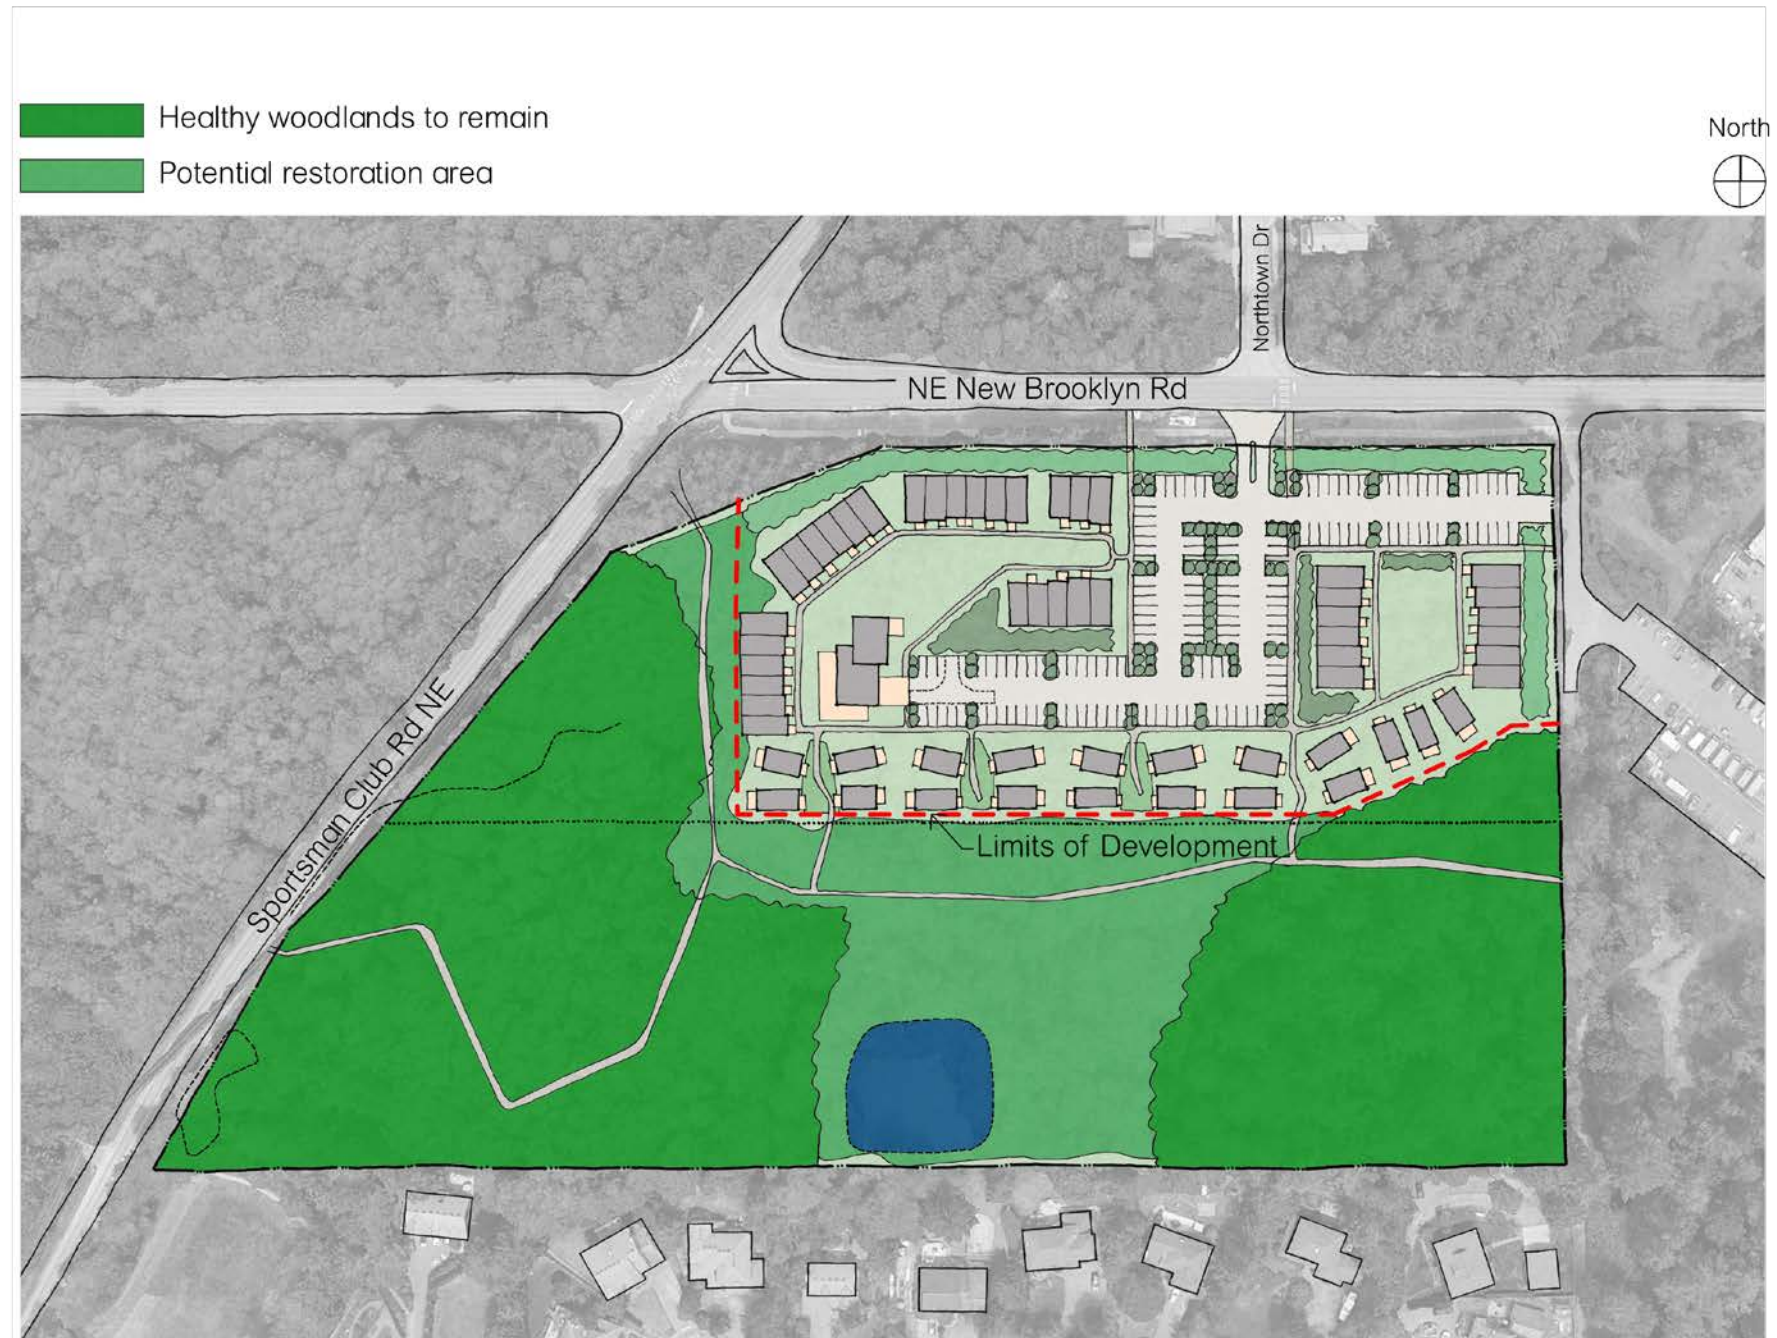 Healthy woodlands to remain
North
Potential restoration area
Northtown Dr
NE New Brooklyn Rd
Sportsman Club Rd NE
Limits of Development